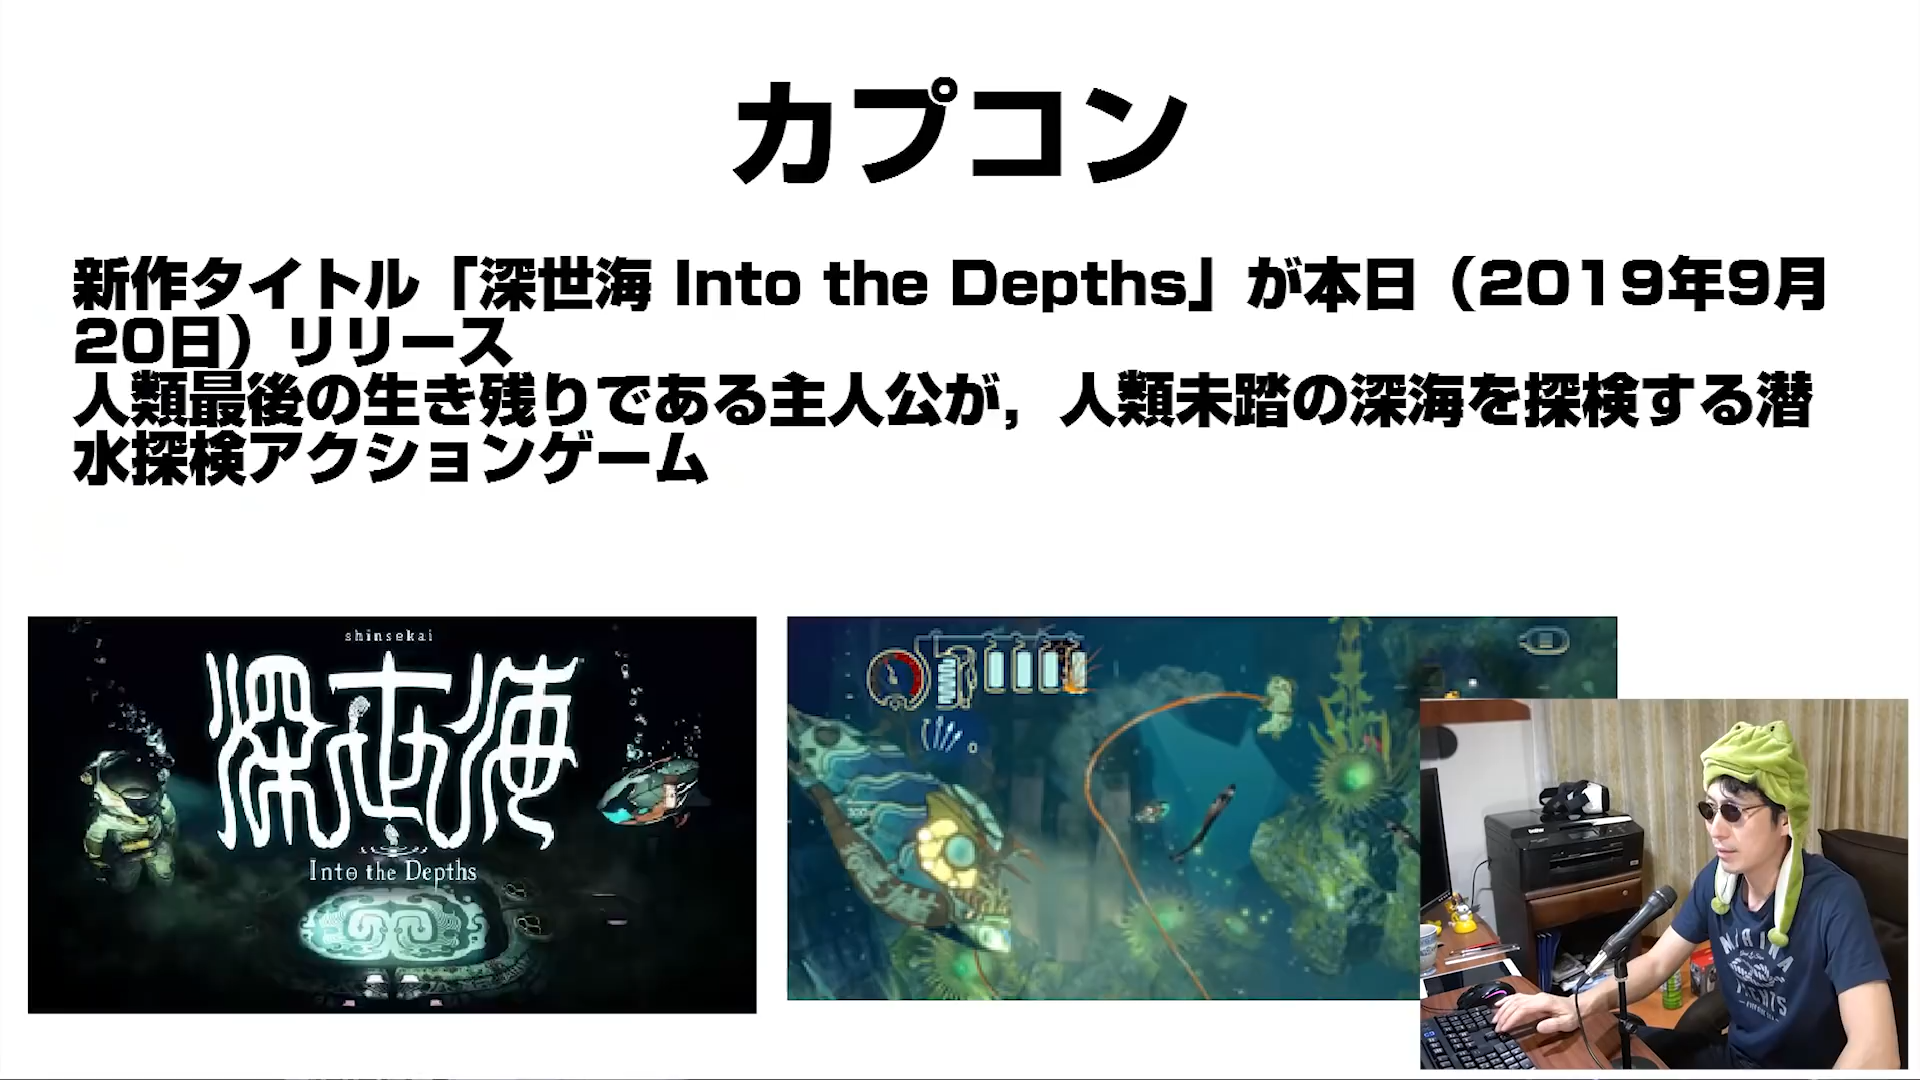 カプコン
新作タイトル「深世海 Into the Depths」が本日（2019年9月
20日）リリース
人類最後の生き残りである主人公が，人類未踏の深海を探検する潜
水探検アクションゲーム
shinsekai
深世海
Into the Depths